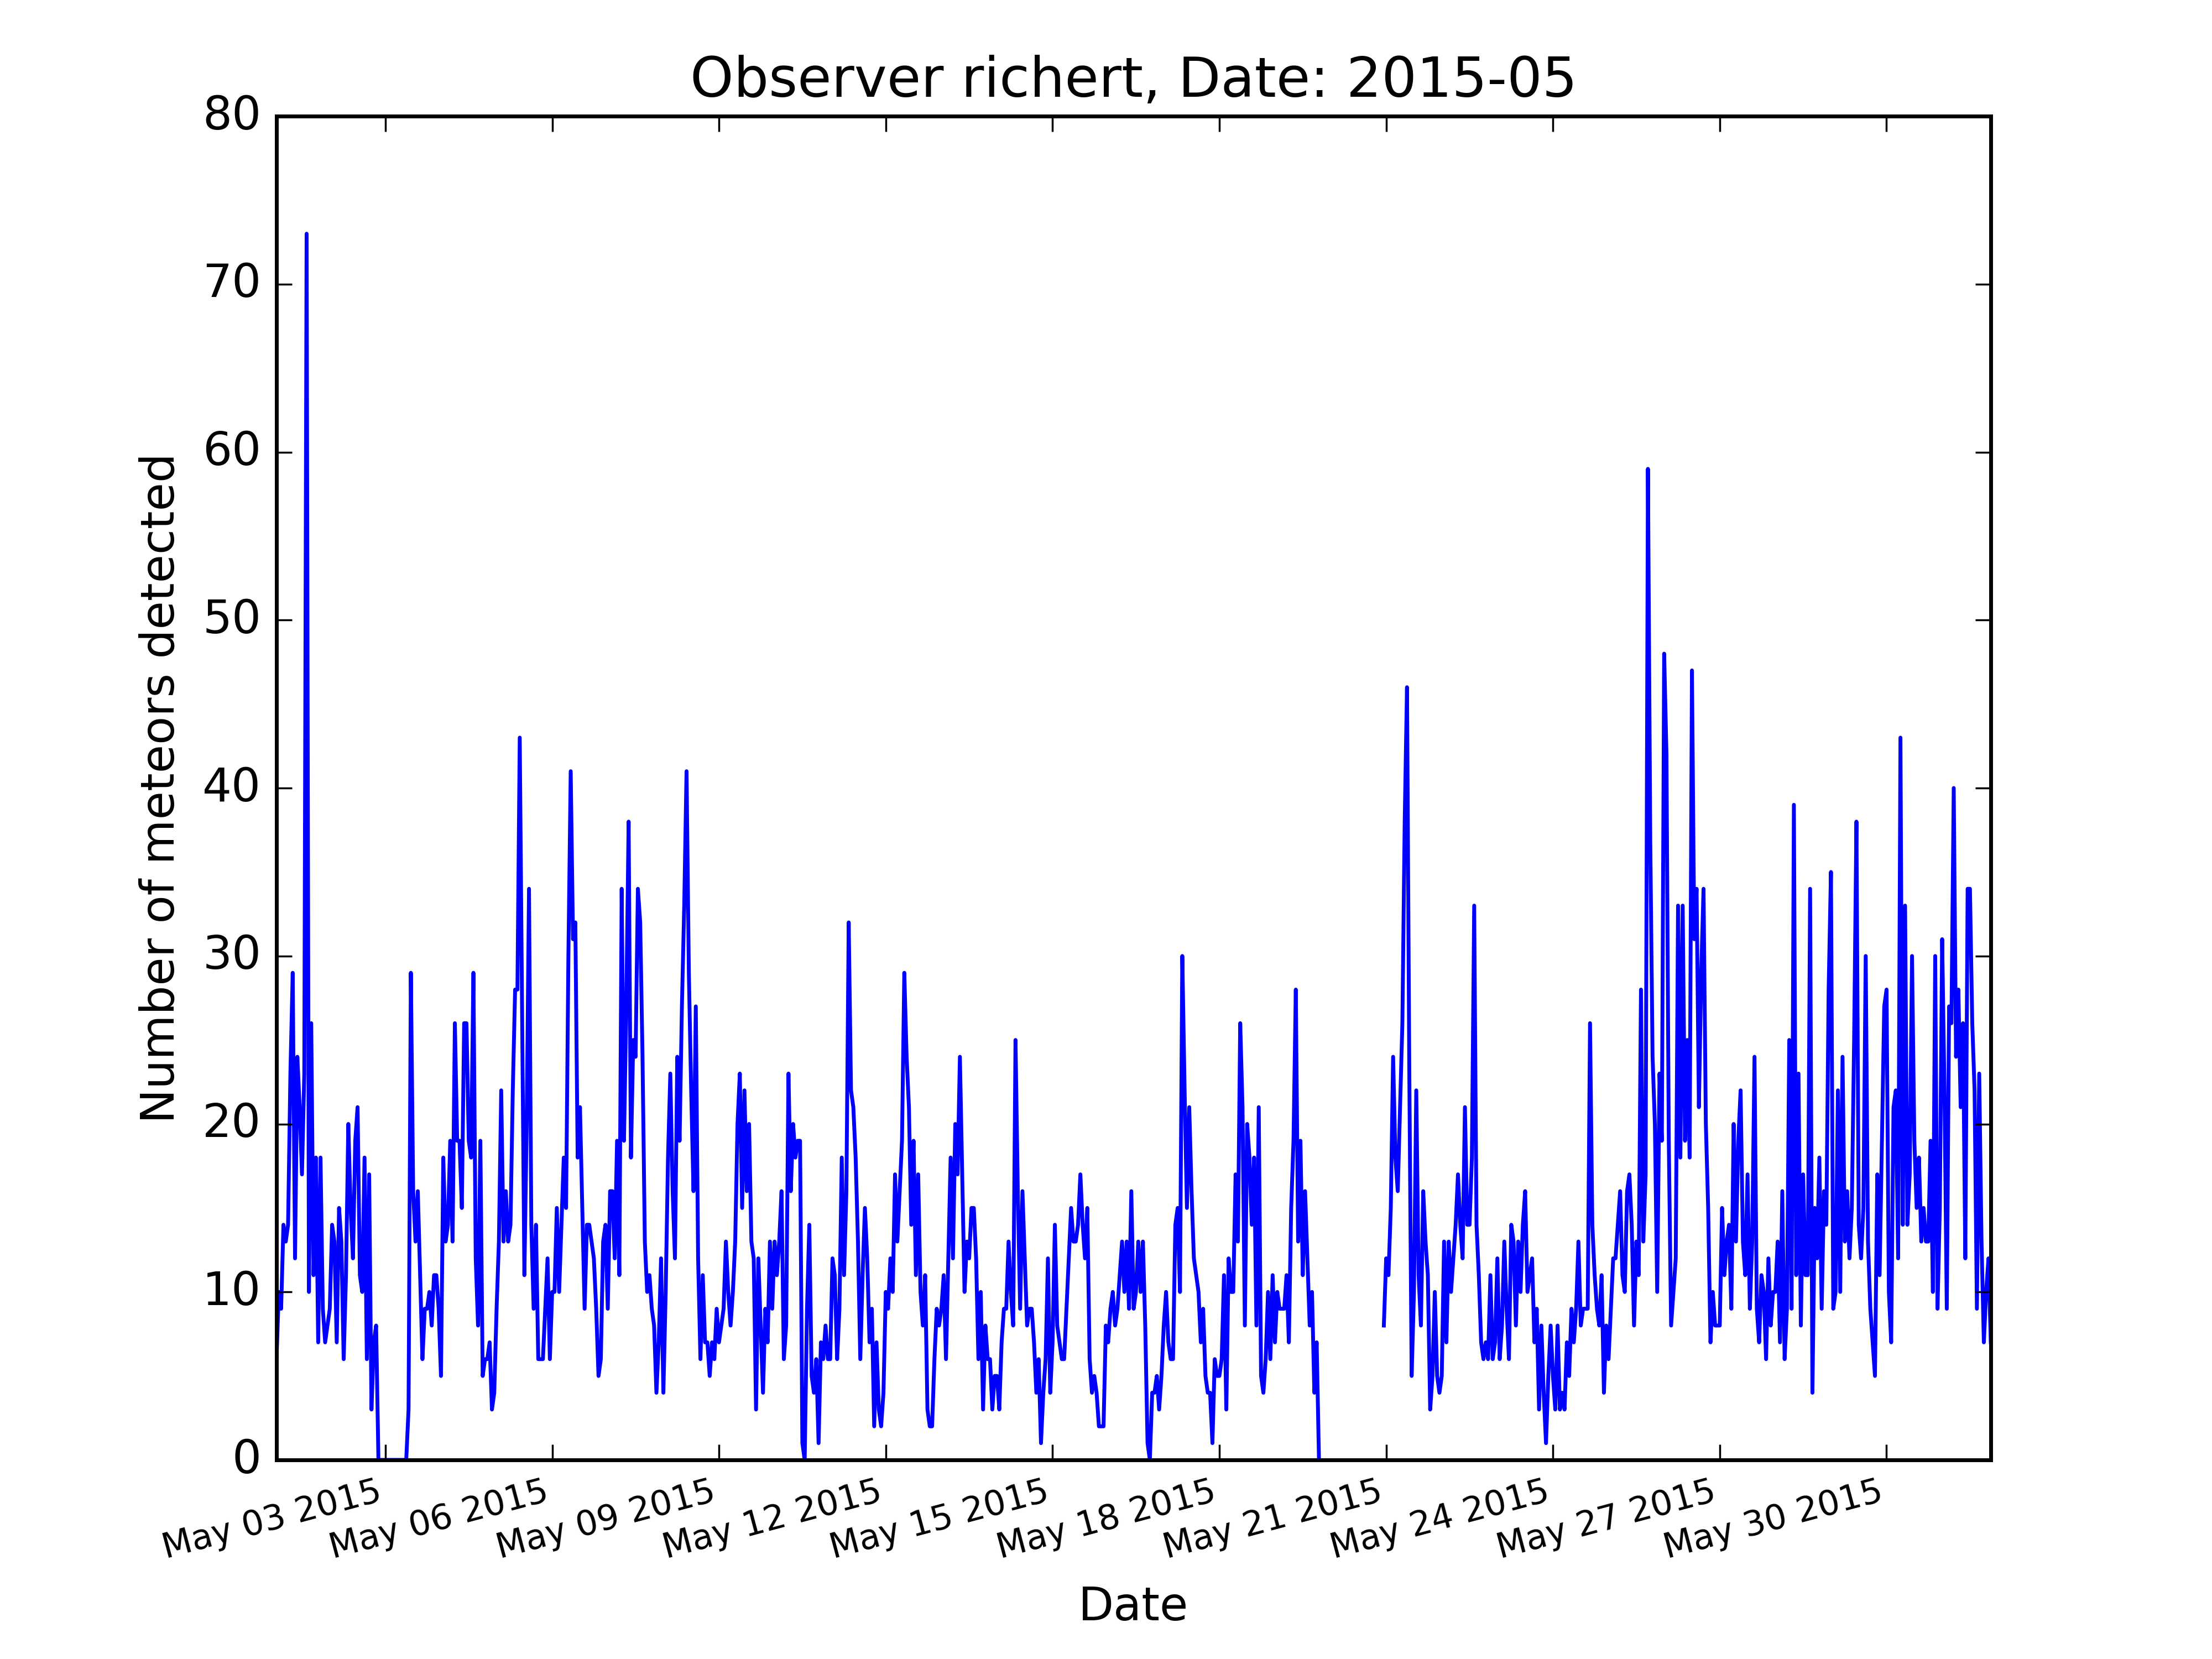 Observer richert, Date: 2015-05
80
70
60
50
40
30
20
10
0
Number of meteors detected
May 03 2015
May 06 2015
May 09 2015
May 12 2015
May 15 2015
May 18 2015
May 21 2015
May 24 2015
May 27 2015
May 30 2015
Date